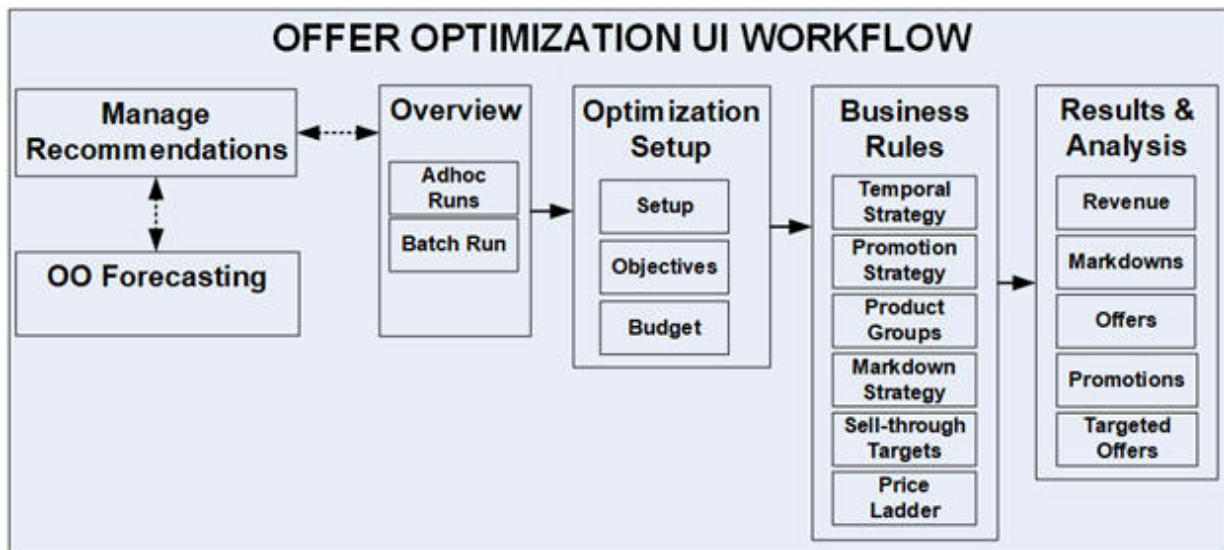 OFFER OPTIMIZATION UI WORKFLOW
Manage
Recommendations
OO Forecasting
Overview
Adhoc
Runs
Batch Run
Optimization
Setup
Setup
Objectives
Budget
Business
Rules
Temporal
Strategy
Promotion
Strategy
Product
Groups
Markdown
Strategy
Sell-through
Targets
Price
Ladder
Results &
Analysis
Revenue
Markdowns
Offers
Promotions
Targeted
Offers